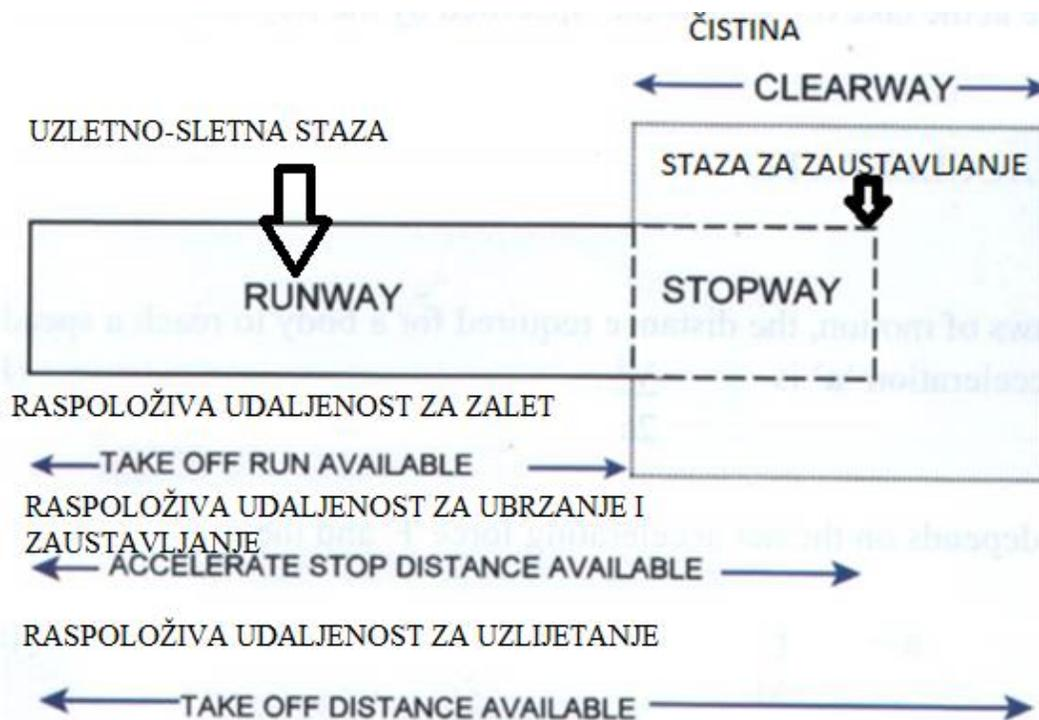 ČISTINA
CLEARWAY
UZLETNO-SLETNA STAZA
STAZA ZA ZAUSTAVLJANJE
RUNWAY
STOPWAY
RASPOLOŽIVA UDALJENOST ZA ZALET
TAKE OFF RUN AVAILABLE
RASPOLOŽIVA UDALJENOST ZA UBRZANJE I
ZAUSTAVLJANJE
ACCELERATE STOP DISTANCE AVAILABLE
RASPOLOŽIVA UDALJENOST ZA UZLIJETANJE
TAKE OFF DISTANCE AVAILABLE